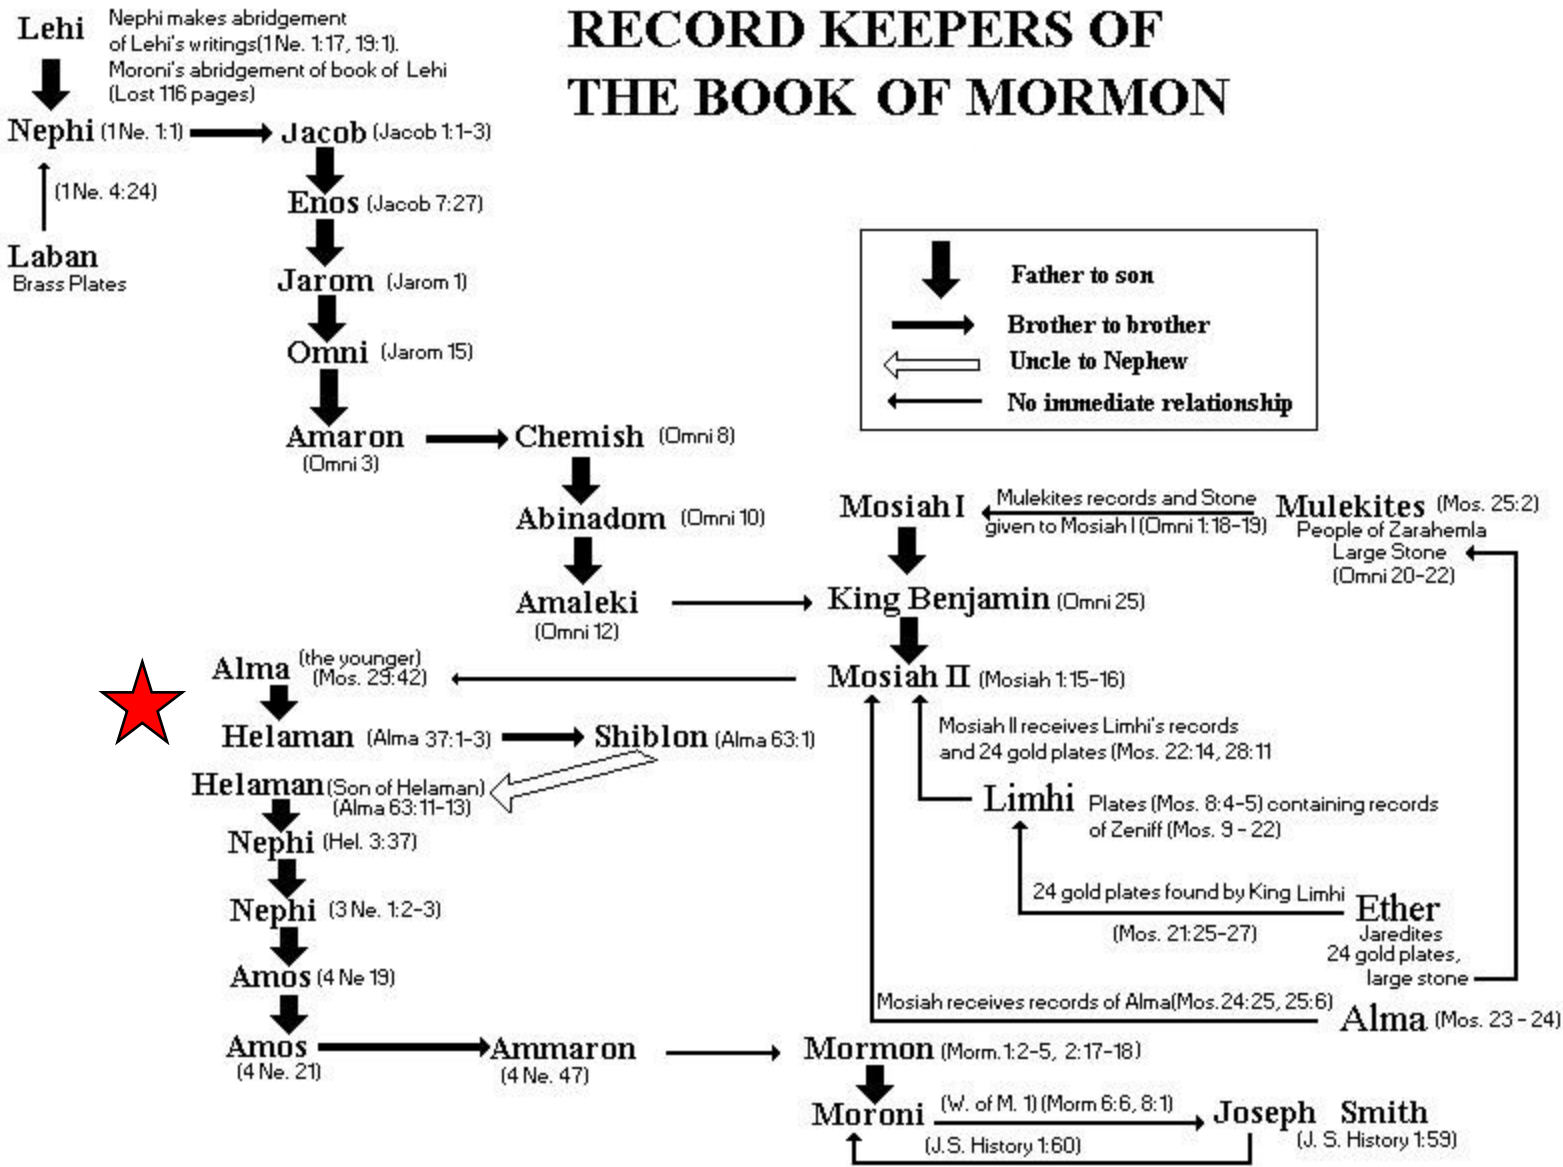 RECORD KEEPERS OF
THE BOOK OF MORMON
Lehi
Nephi makes abridgement
of Lehi's writings(1 Ne. 1:17, 19:1).
Moroni's abridgement of book of Lehi
(Lost 116 pages)
Nephi (1 Ne. 1:1)
Jacob (Jacob 1:1-3)
(1 Ne. 4:24)
Enos (Jacob 7:27)
Laban
Brass Plates
Jarom (Jarom 1)
Omni (Jarom 15)
Father to son
Brother to brother
Uncle to Nephew
No immediate relationship
Amaron
(Omni 3)
Chemish (Omni 8)
Abinadom (Omni 10)
Mosiah I
Mulekites records and Stone
given to Mosiah I (Omni 1:18-19)
Mulekites (Mos. 25:2)
People of Zarahemla
Large Stone
(Omni 20-22)
Amaleki
(Omni 12)
King Benjamin (Omni 25)
Alma (the younger)
(Mos. 29:42)
Mosiah II (Mosiah 1:15-16)
Helaman (Alma 37:1-3)
Shiblon (Alma 63:1)
Mosiah II receives Limhi's records
and 24 gold plates (Mos. 22:14, 28:11
Helaman (Son of Helaman)
(Alma 63:11-13)
Limhi Plates (Mos. 8:4-5) containing records
of Zeniff (Mos. 9 - 22)
Nephi (Hel. 3:37)
24 gold plates found by King Limhi
(Mos. 21:25-27)
Ether
Jaredites
24 gold plates,
large stone
Nephi (3 Ne. 1:2-3)
Amos (4 Ne 19)
Mosiah receives records of Alma(Mos.24:25, 25:6)
Alma (Mos. 23 - 24)
Amos
(4 Ne. 21)
Ammaron
(4 Ne. 47)
Mormon (Morm. 1:2-5, 2:17-18)
Moroni
(W. of M. 1) (Morm 6:6, 8:1)
(J.S. History 1:60)
Joseph Smith
(J. S. History 1:59)